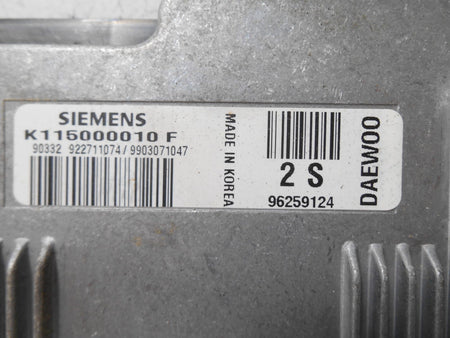 SIEMENS
K115000010 F
90332 922711074 / 9903071047
MADE IN KOREA
2 S
96259124
DAEWOO